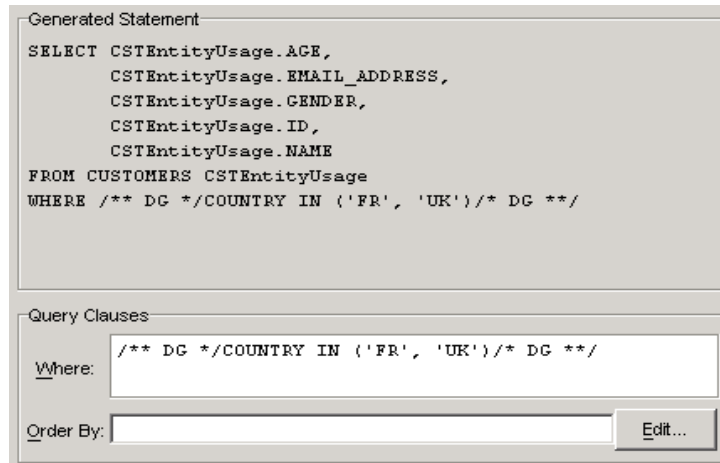 Generated Statement
SELECT CSTEntityUsage.AGE,
CSTEntityUsage.EMAIL_ADDRESS,
CSTEntityUsage.GENDER,
CSTEntityUsage.ID,
CSTEntityUsage.NAME
FROM CUSTOMERS CSTEntityUsage
WHERE /** DG */COUNTRY IN ('FR', 'UK')/* DG **/
Query Clauses
Where: /** DG */COUNTRY IN ('FR', 'UK')/* DG **/
Order By: Edit...